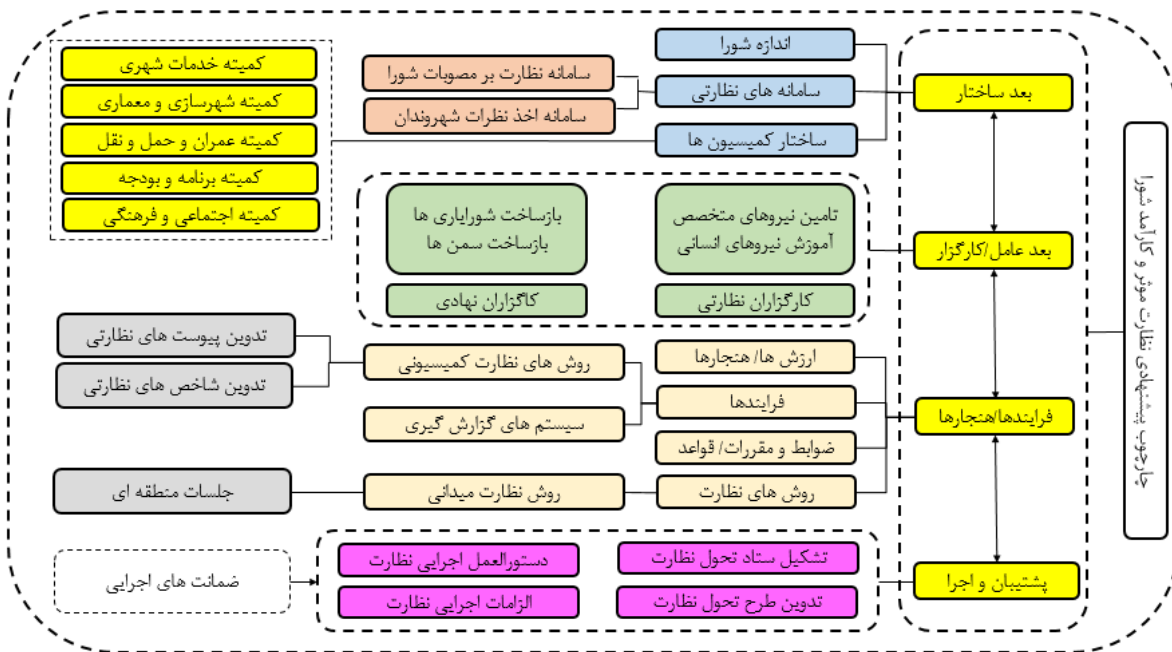 چارچوب پیشنهادی نظارت موثر و کارآمد شورا
بعد ساختار
اندازه شورا
سامانه های نظارتی
سامانه نظارت بر مصوبات شورا
سامانه اخذ نظرات شهروندان
ساختار کمیسیون ها
کمیته خدمات شهری
کمیته شهرسازی و معماری
کمیته عمران و حمل و نقل
کمیته برنامه و بودجه
کمیته اجتماعی و فرهنگی
بعد عامل/کارگزار
تامین نیروهای متخصص
آموزش نیروهای انسانی
کارگزاران نظارتی
بازساخت شورایاری ها
بازساخت سمن ها
کاگزاران نهادی
فرایندها/هنجارها
ارزش ها/ هنجارها
فرایندها
روش های نظارت کمیسیونی
تدوین پیوست های نظارتی
تدوین شاخص های نظارتی
سیستم های گزارش گیری
ضوابط و مقررات/ قواعد
روش های نظارت
روش نظارت میدانی
جلسات منطقه ای
پشتیبان و اجرا
تشکیل ستاد تحول نظارت
تدوین طرح تحول نظارت
دستورالعمل اجرایی نظارت
الزامات اجرایی نظارت
ضمانت های اجرایی